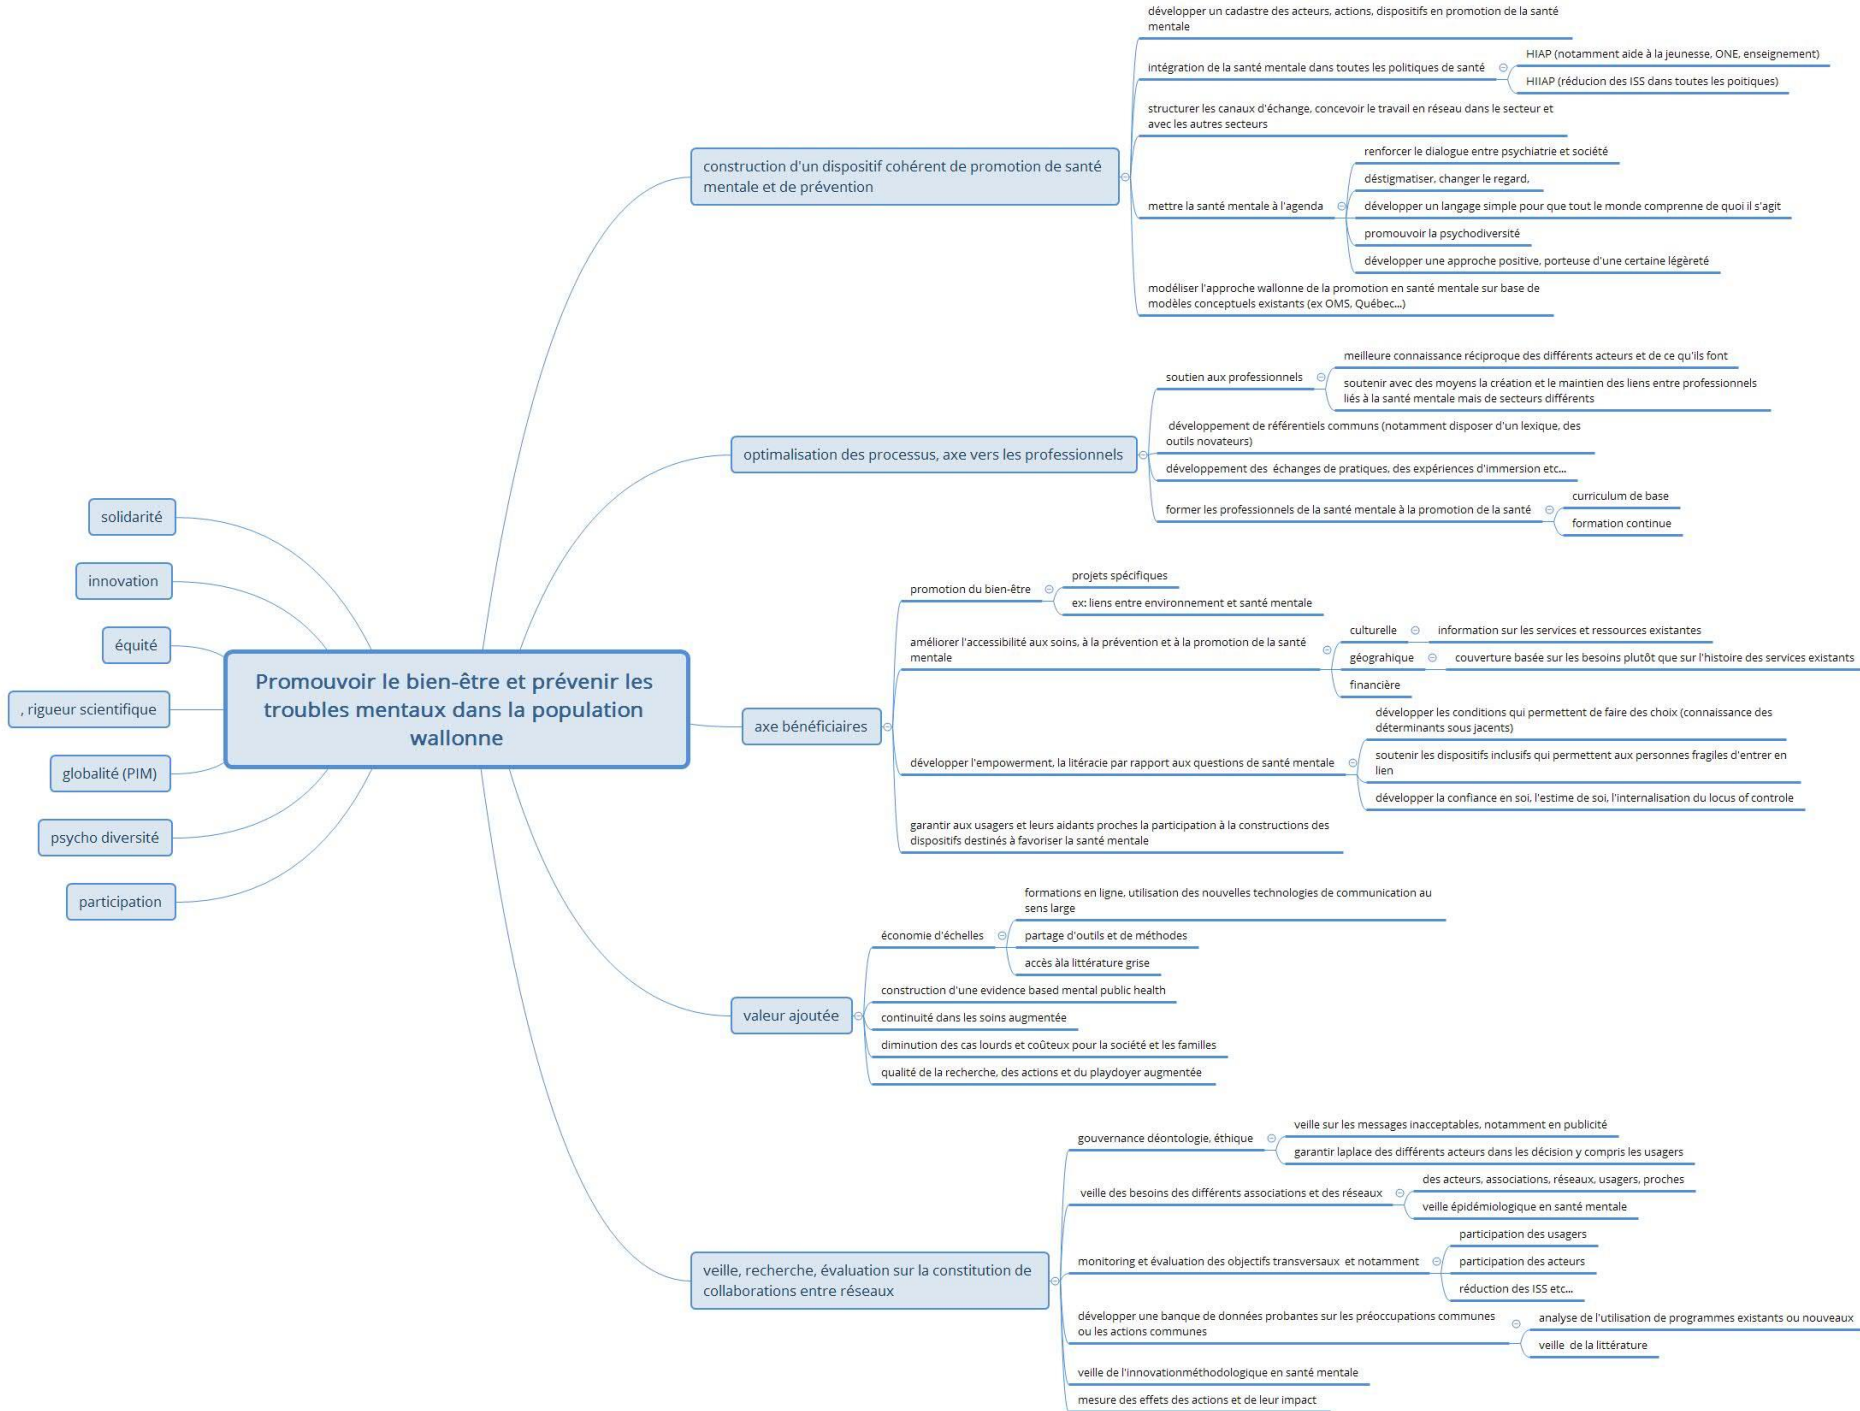 développer un cadastre des acteurs, actions, dispositifs en promotion de la santé
mentale
intégration de la santé mentale dans toutes les politiques de santé
HIAP (notamment aide à la jeunesse, ONE, enseignement)
HIIAP (réducion des ISS dans toutes les poitiques)
structurer les canaux d'échange, concevoir le travail en réseau dans le secteur et
avec les autres secteurs
construction d'un dispositif cohérent de promotion de santé
mentale et de prévention
mettre la santé mentale à l'agenda
renforcer le dialogue entre psychiatrie et société
déstigmatiser, changer le regard,
développer un langage simple pour que tout le monde comprenne de quoi il s'agit
promouvoir la psychodiversité
développer une approche positive, porteuse d'une certaine légèreté
modéliser l'approche wallonne de la promotion en santé mentale sur base de
modèles conceptuels existants (ex OMS, Québec...)
optimalisation des processus, axe vers les professionnels
soutien aux professionnels
meilleure connaissance réciproque des différents acteurs et de ce qu'ils font
soutenir avec des moyens la création et le maintien des liens entre professionnels
liés à la santé mentale mais de secteurs différents
développement de référentiels communs (notamment disposer d'un lexique, des
outils novateurs)
développement des  échanges de pratiques, des expériences d'immersion etc...
former les professionnels de la santé mentale à la promotion de la santé
curriculum de base
formation continue
solidarité
innovation
équité
, rigueur scientifique
globalité (PIM)
psycho diversité
participation
Promouvoir le bien-être et prévenir les
troubles mentaux dans la population
wallonne
axe bénéficiaires
promotion du bien-être
projets spécifiques
ex: liens entre environnement et santé mentale
améliorer l'accessibilité aux soins, à la prévention et à la promotion de la santé
mentale
culturelle
information sur les services et ressources existantes
géograhique
couverture basée sur les besoins plutôt que sur l'histoire des services existants
financière
développer l'empowerment, la litéracie par rapport aux questions de santé mentale
développer les conditions qui permettent de faire des choix (connaissance des
déterminants sous jacents)
soutenir les dispositifs inclusifs qui permettent aux personnes fragiles d'entrer en
lien
développer la confiance en soi, l'estime de soi, l'internalisation du locus of controle
garantir aux usagers et leurs aidants proches la participation à la constructions des
dispositifs destinés à favoriser la santé mentale
valeur ajoutée
économie d'échelles
formations en ligne, utilisation des nouvelles technologies de communication au
sens large
partage d'outils et de méthodes
accès àla littérature grise
construction d'une evidence based mental public health
continuité dans les soins augmentée
diminution des cas lourds et coûteux pour la société et les familles
qualité de la recherche, des actions et du playdoyer augmentée
veille, recherche, évaluation sur la constitution de
collaborations entre réseaux
gouvernance déontologie, éthique
veille sur les messages inacceptables, notamment en publicité
garantir laplace des différents acteurs dans les décision y compris les usagers
veille des besoins des différents associations et des réseaux
des acteurs, associations, réseaux, usagers, proches
veille épidémiologique en santé mentale
monitoring et évaluation des objectifs transversaux  et notamment
participation des usagers
participation des acteurs
réduction des ISS etc...
développer une banque de données probantes sur les préoccupations communes
ou les actions communes
analyse de l'utilisation de programmes existants ou nouveaux
veille  de la littérature
veille de l'innovationméthodologique en santé mentale
mesure des effets des actions et de leur impact